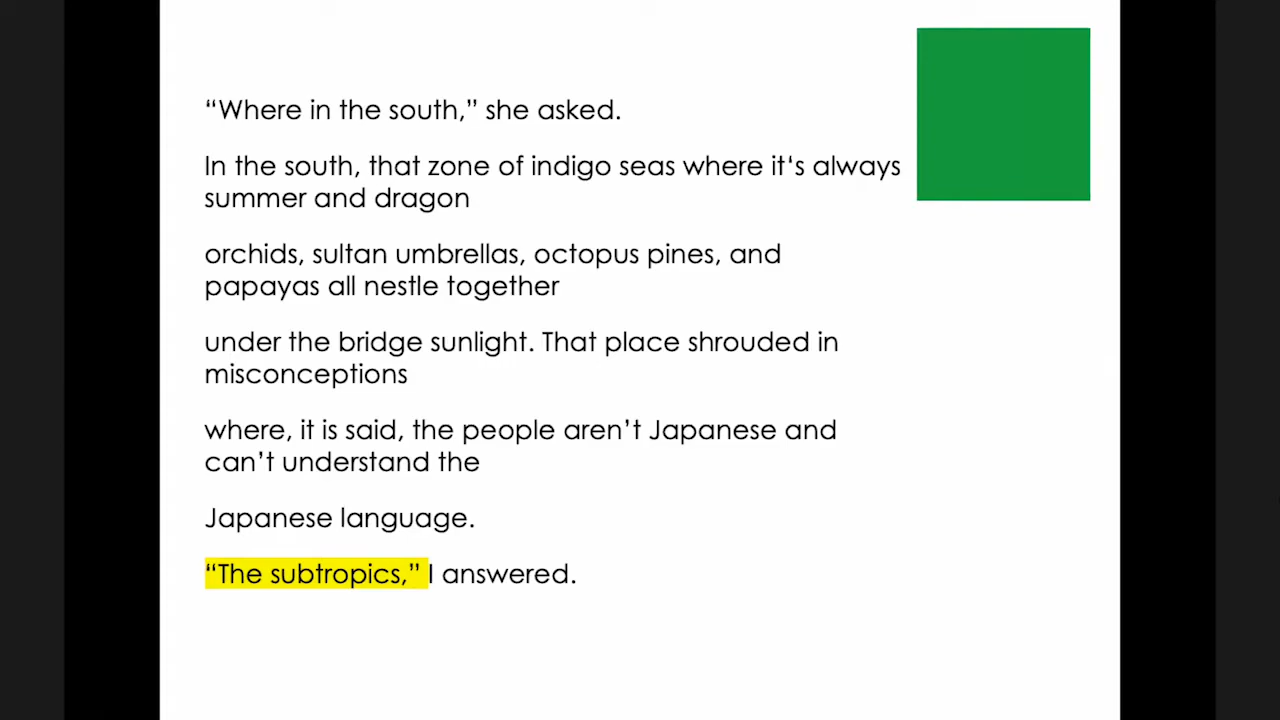 “Where in the south,” she asked.
In the south, that zone of indigo seas where it‘s always
summer and dragon
orchids, sultan umbrellas, octopus pines, and
papayas all nestle together
under the bridge sunlight. That place shrouded in
misconceptions
where, it is said, the people aren’t Japanese and
can’t understand the
Japanese language.
“The subtropics,” I answered.